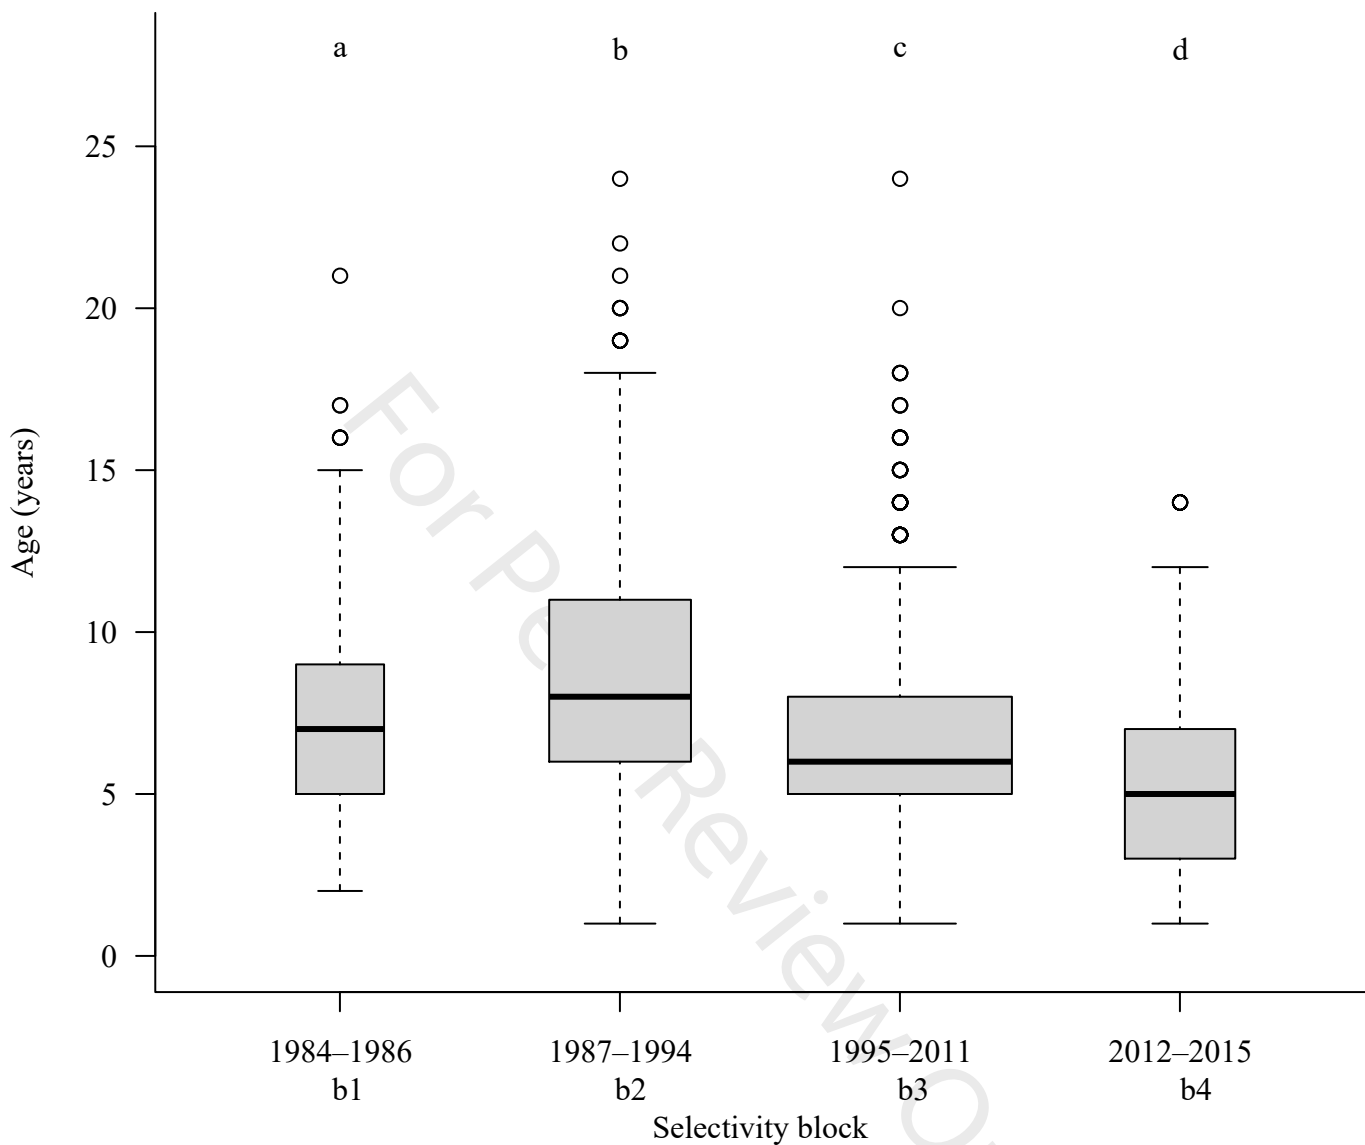 a b c d
25
20
15
10
5
0
Age (years)
1984–1986 1987–1994 1995–2011 2012–2015
b1 b2 b3 b4
Selectivity block
For Peer Review O